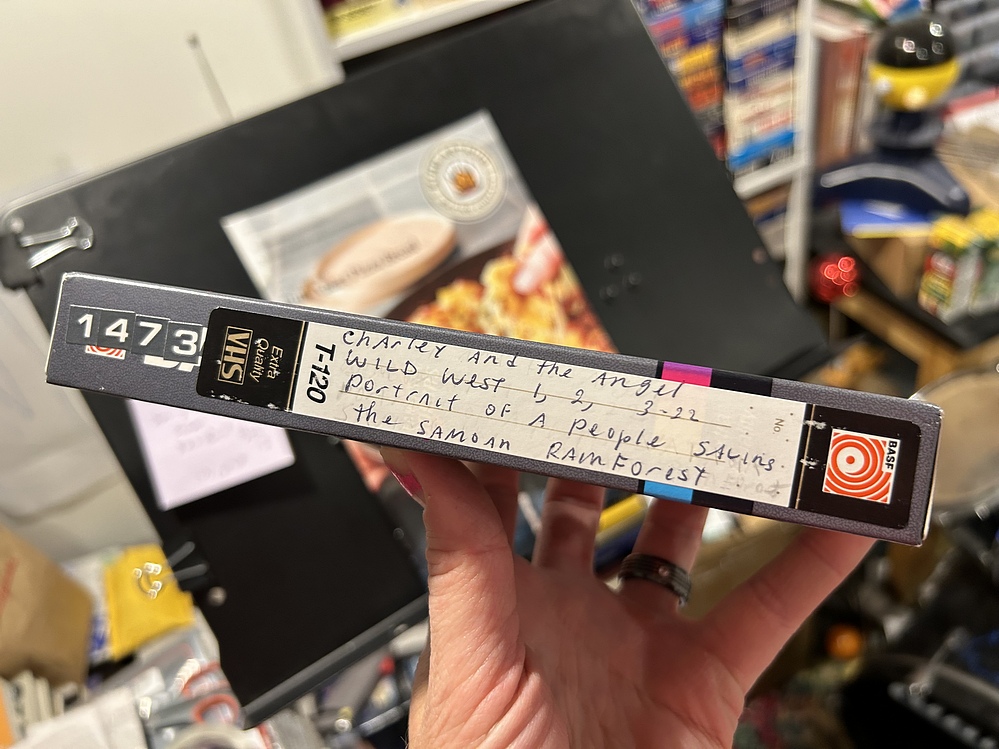 1473
VHS
Extra
Quality
T-120
Charley And the Angel
WILD West 1, 2, 3-22
portrait of A people SAVING
the SAMOAN RAINForest
No.
BASF